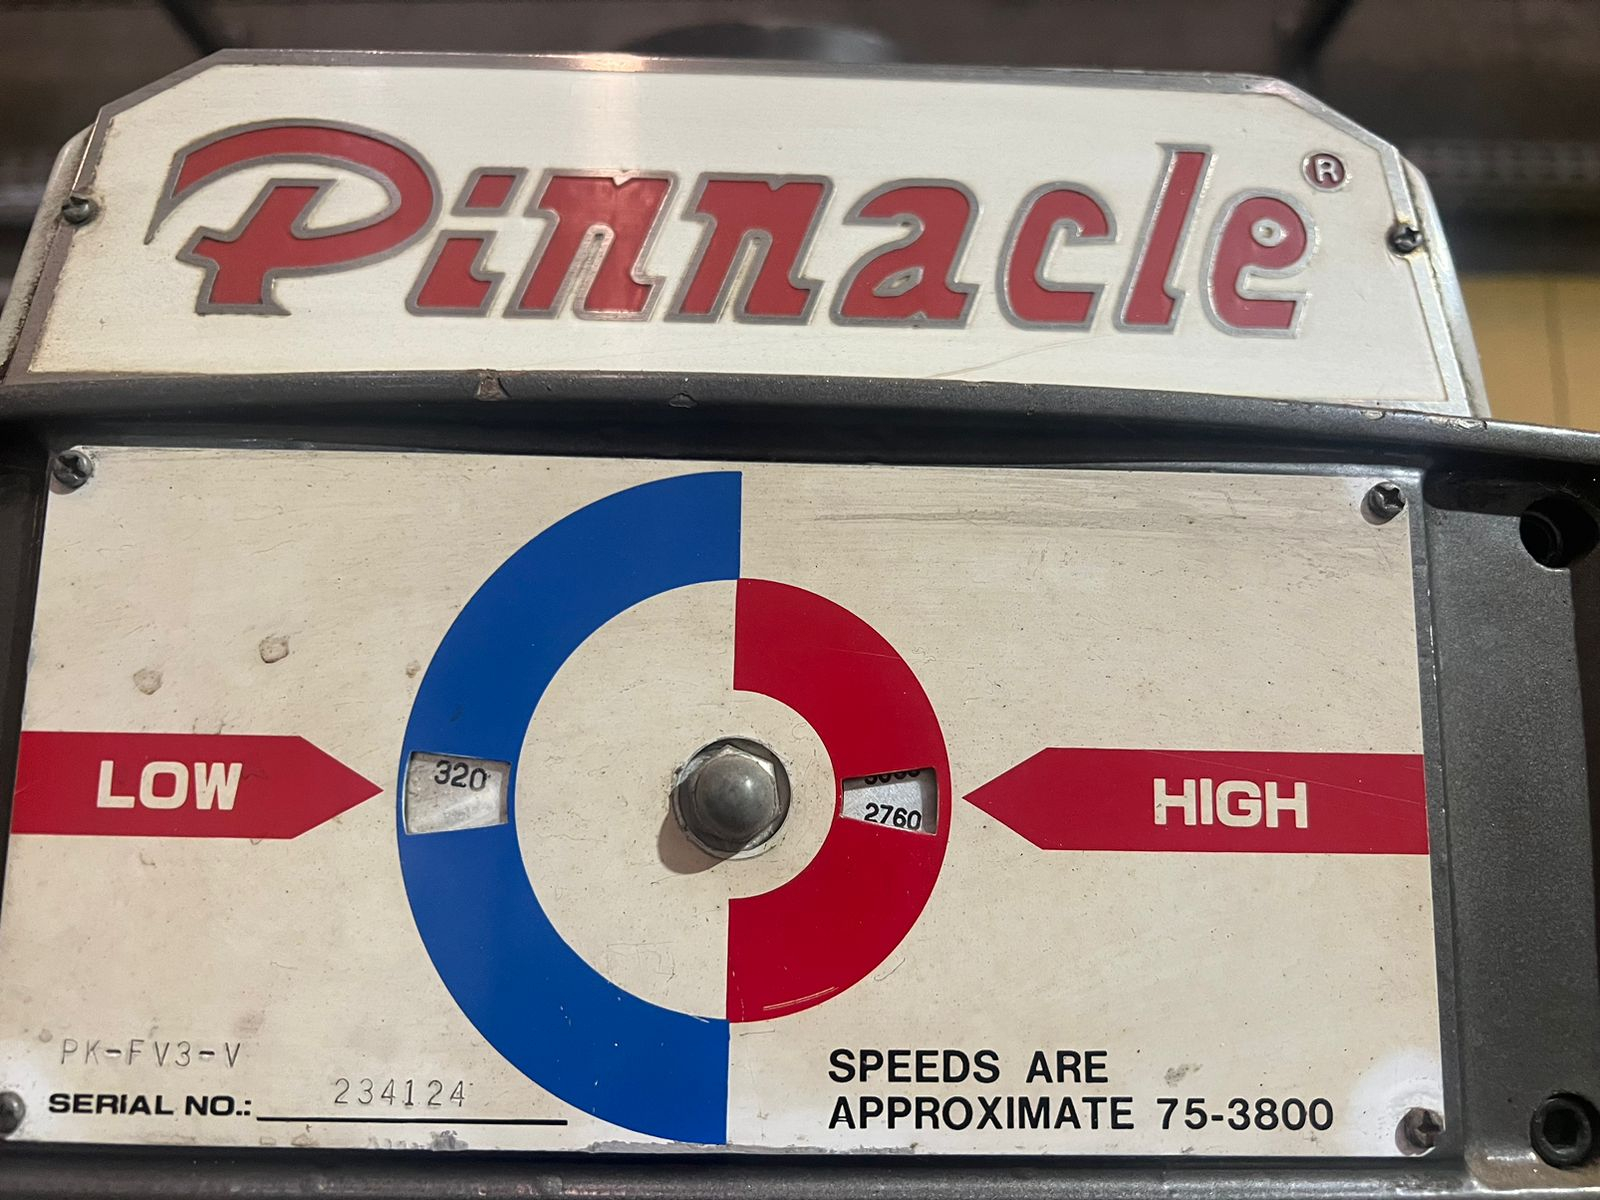 Pinnacle®
320
2760
LOW
HIGH
PK-FV3-V
SERIAL NO.: 234124
SPEEDS ARE
APPROXIMATE 75-3800